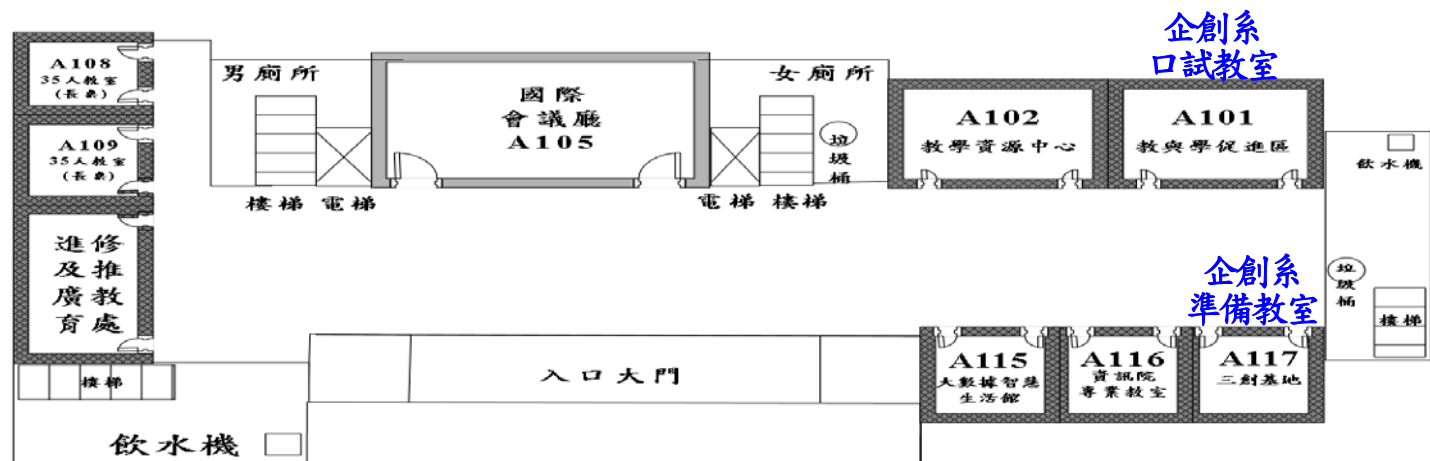 企創系
口試教室
A108
35人教室
(長桌)
男廁所
國際
會議廳
A105
女廁所
A102
教學資源中心
A101
教與學促進區
A109
35人教室
(長桌)
垃圾桶
飲水機
樓梯 電梯
電梯 樓梯
進修
及推
廣教
育處
企創系
準備教室
垃圾桶
樓梯
A115
大數據智慧
生活館
A116
資訊院
專業教室
A117
三創基地
樓梯
入口大門
飲水機